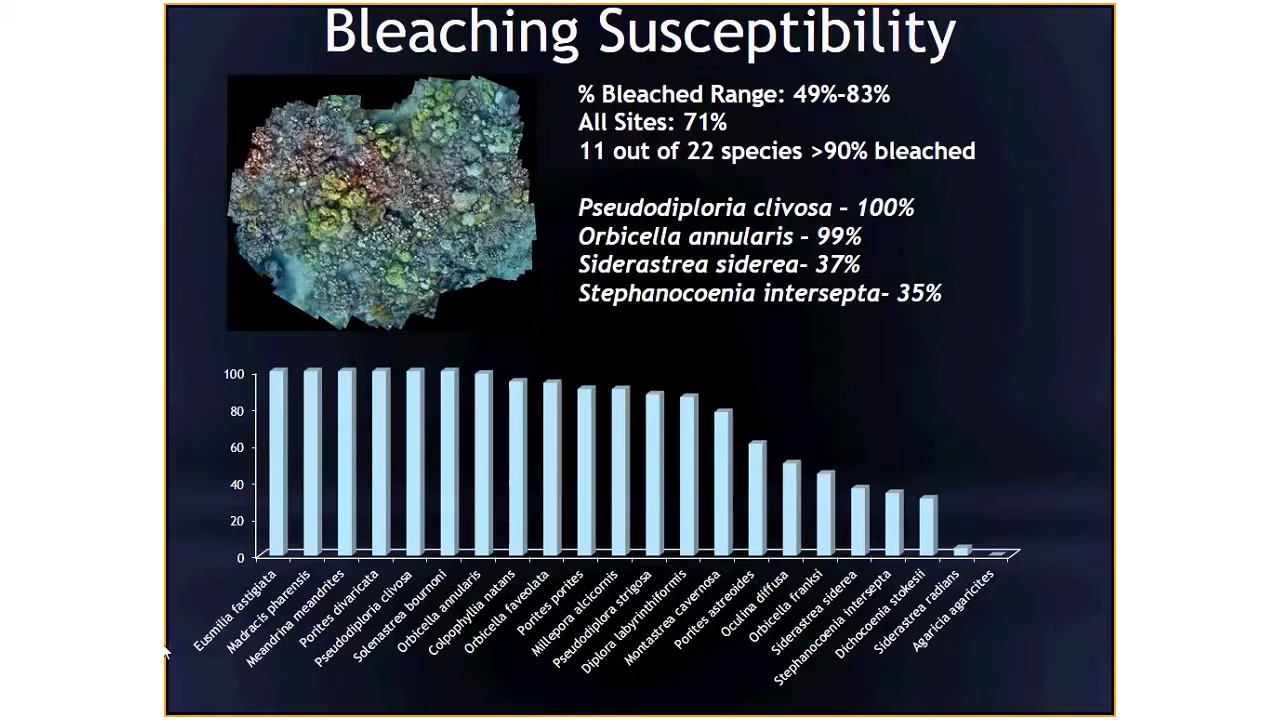 Bleaching Susceptibility
% Bleached Range: 49%-83%
All Sites: 71%
11 out of 22 species >90% bleached
Pseudodiploria clivosa – 100%
Orbicella annularis – 99%
Siderastrea siderea- 37%
Stephanocoenia intersepta- 35%
100
80
60
40
20
0
Eusmilia fastigiata
Madracis pharensis
Meandrina meandrites
Porites divaricata
Pseudodiploria clivosa
Solenastrea bournoni
Orbicella annularis
Colpophyllia natans
Orbicella faveolata
Porites porites
Millepora alcicornis
Pseudodiplora strigosa
Diplora labyrinthiformis
Montastrea cavernosa
Porites astreoides
Oculina diffusa
Orbicella franksi
Siderastrea siderea
Stephanocoenia intersepta
Dichocoenia stokesii
Siderastrea radians
Agaricia agaricites